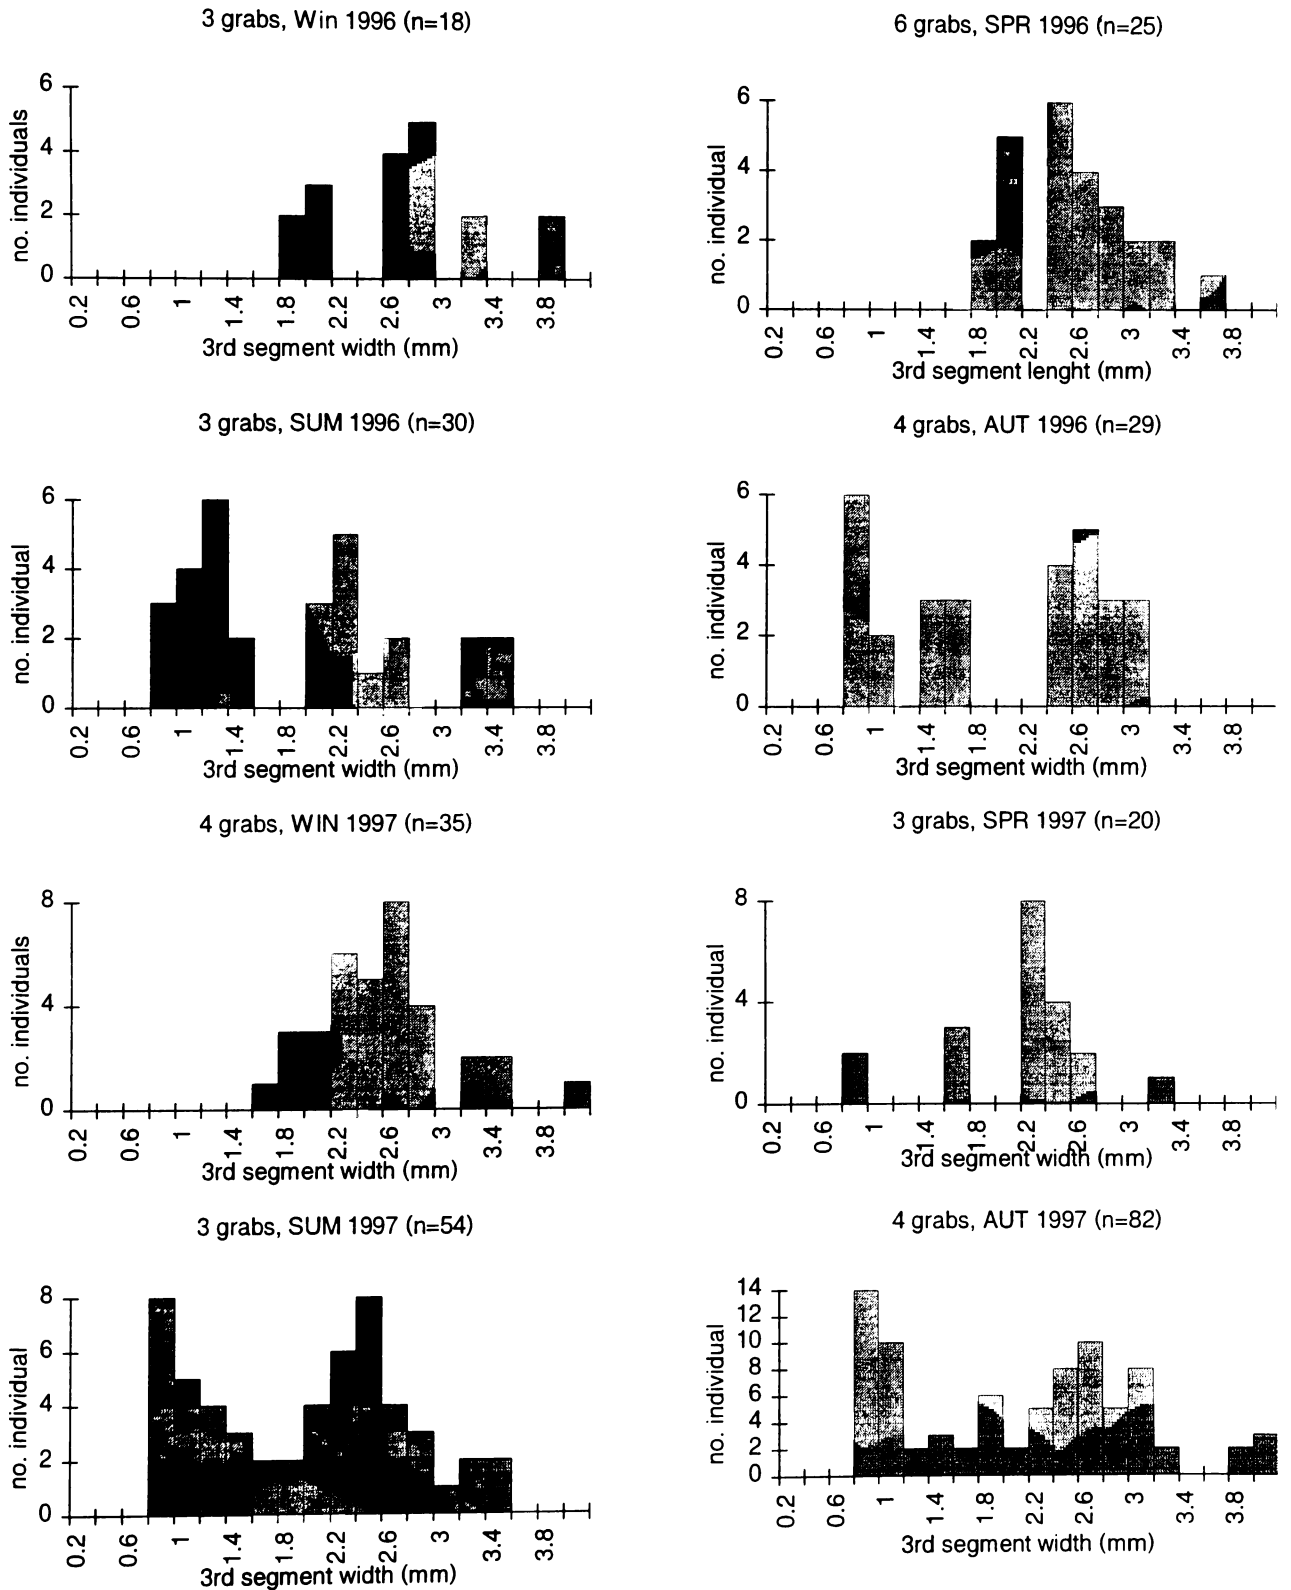 3 grabs, Win 1996 (n=18)
no. individuals
6
4
2
0
0.2 0.6 1 1.4 1.8 2.2 2.6 3 3.4 3.8
3rd segment width (mm)
6 grabs, SPR 1996 (n=25)
no. individual
6
4
2
0
0.2 0.6 1 1.4 1.8 2.2 2.6 3 3.4 3.8
3rd segment lenght (mm)
3 grabs, SUM 1996 (n=30)
no. individual
6
4
2
0
0.2 0.6 1 1.4 1.8 2.2 2.6 3 3.4 3.8
3rd segment width (mm)
4 grabs, AUT 1996 (n=29)
no. individual
6
4
2
0
0.2 0.6 1 1.4 1.8 2.2 2.6 3 3.4 3.8
3rd segment width (mm)
4 grabs, WIN 1997 (n=35)
no. individuals
8
4
0
0.2 0.6 1 1.4 1.8 2.2 2.6 3 3.4 3.8
3rd segment width (mm)
3 grabs, SPR 1997 (n=20)
no. individual
8
4
0
0.2 0.6 1 1.4 1.8 2.2 2.6 3 3.4 3.8
3rd segment width (mm)
3 grabs, SUM 1997 (n=54)
no. individual
8
6
4
2
0
0.2 0.6 1 1.4 1.8 2.2 2.6 3 3.4 3.8
3rd segment width (mm)
4 grabs, AUT 1997 (n=82)
no. individual
14
12
10
8
6
4
2
0
0.2 0.6 1 1.4 1.8 2.2 2.6 3 3.4 3.8
3rd segment width (mm)